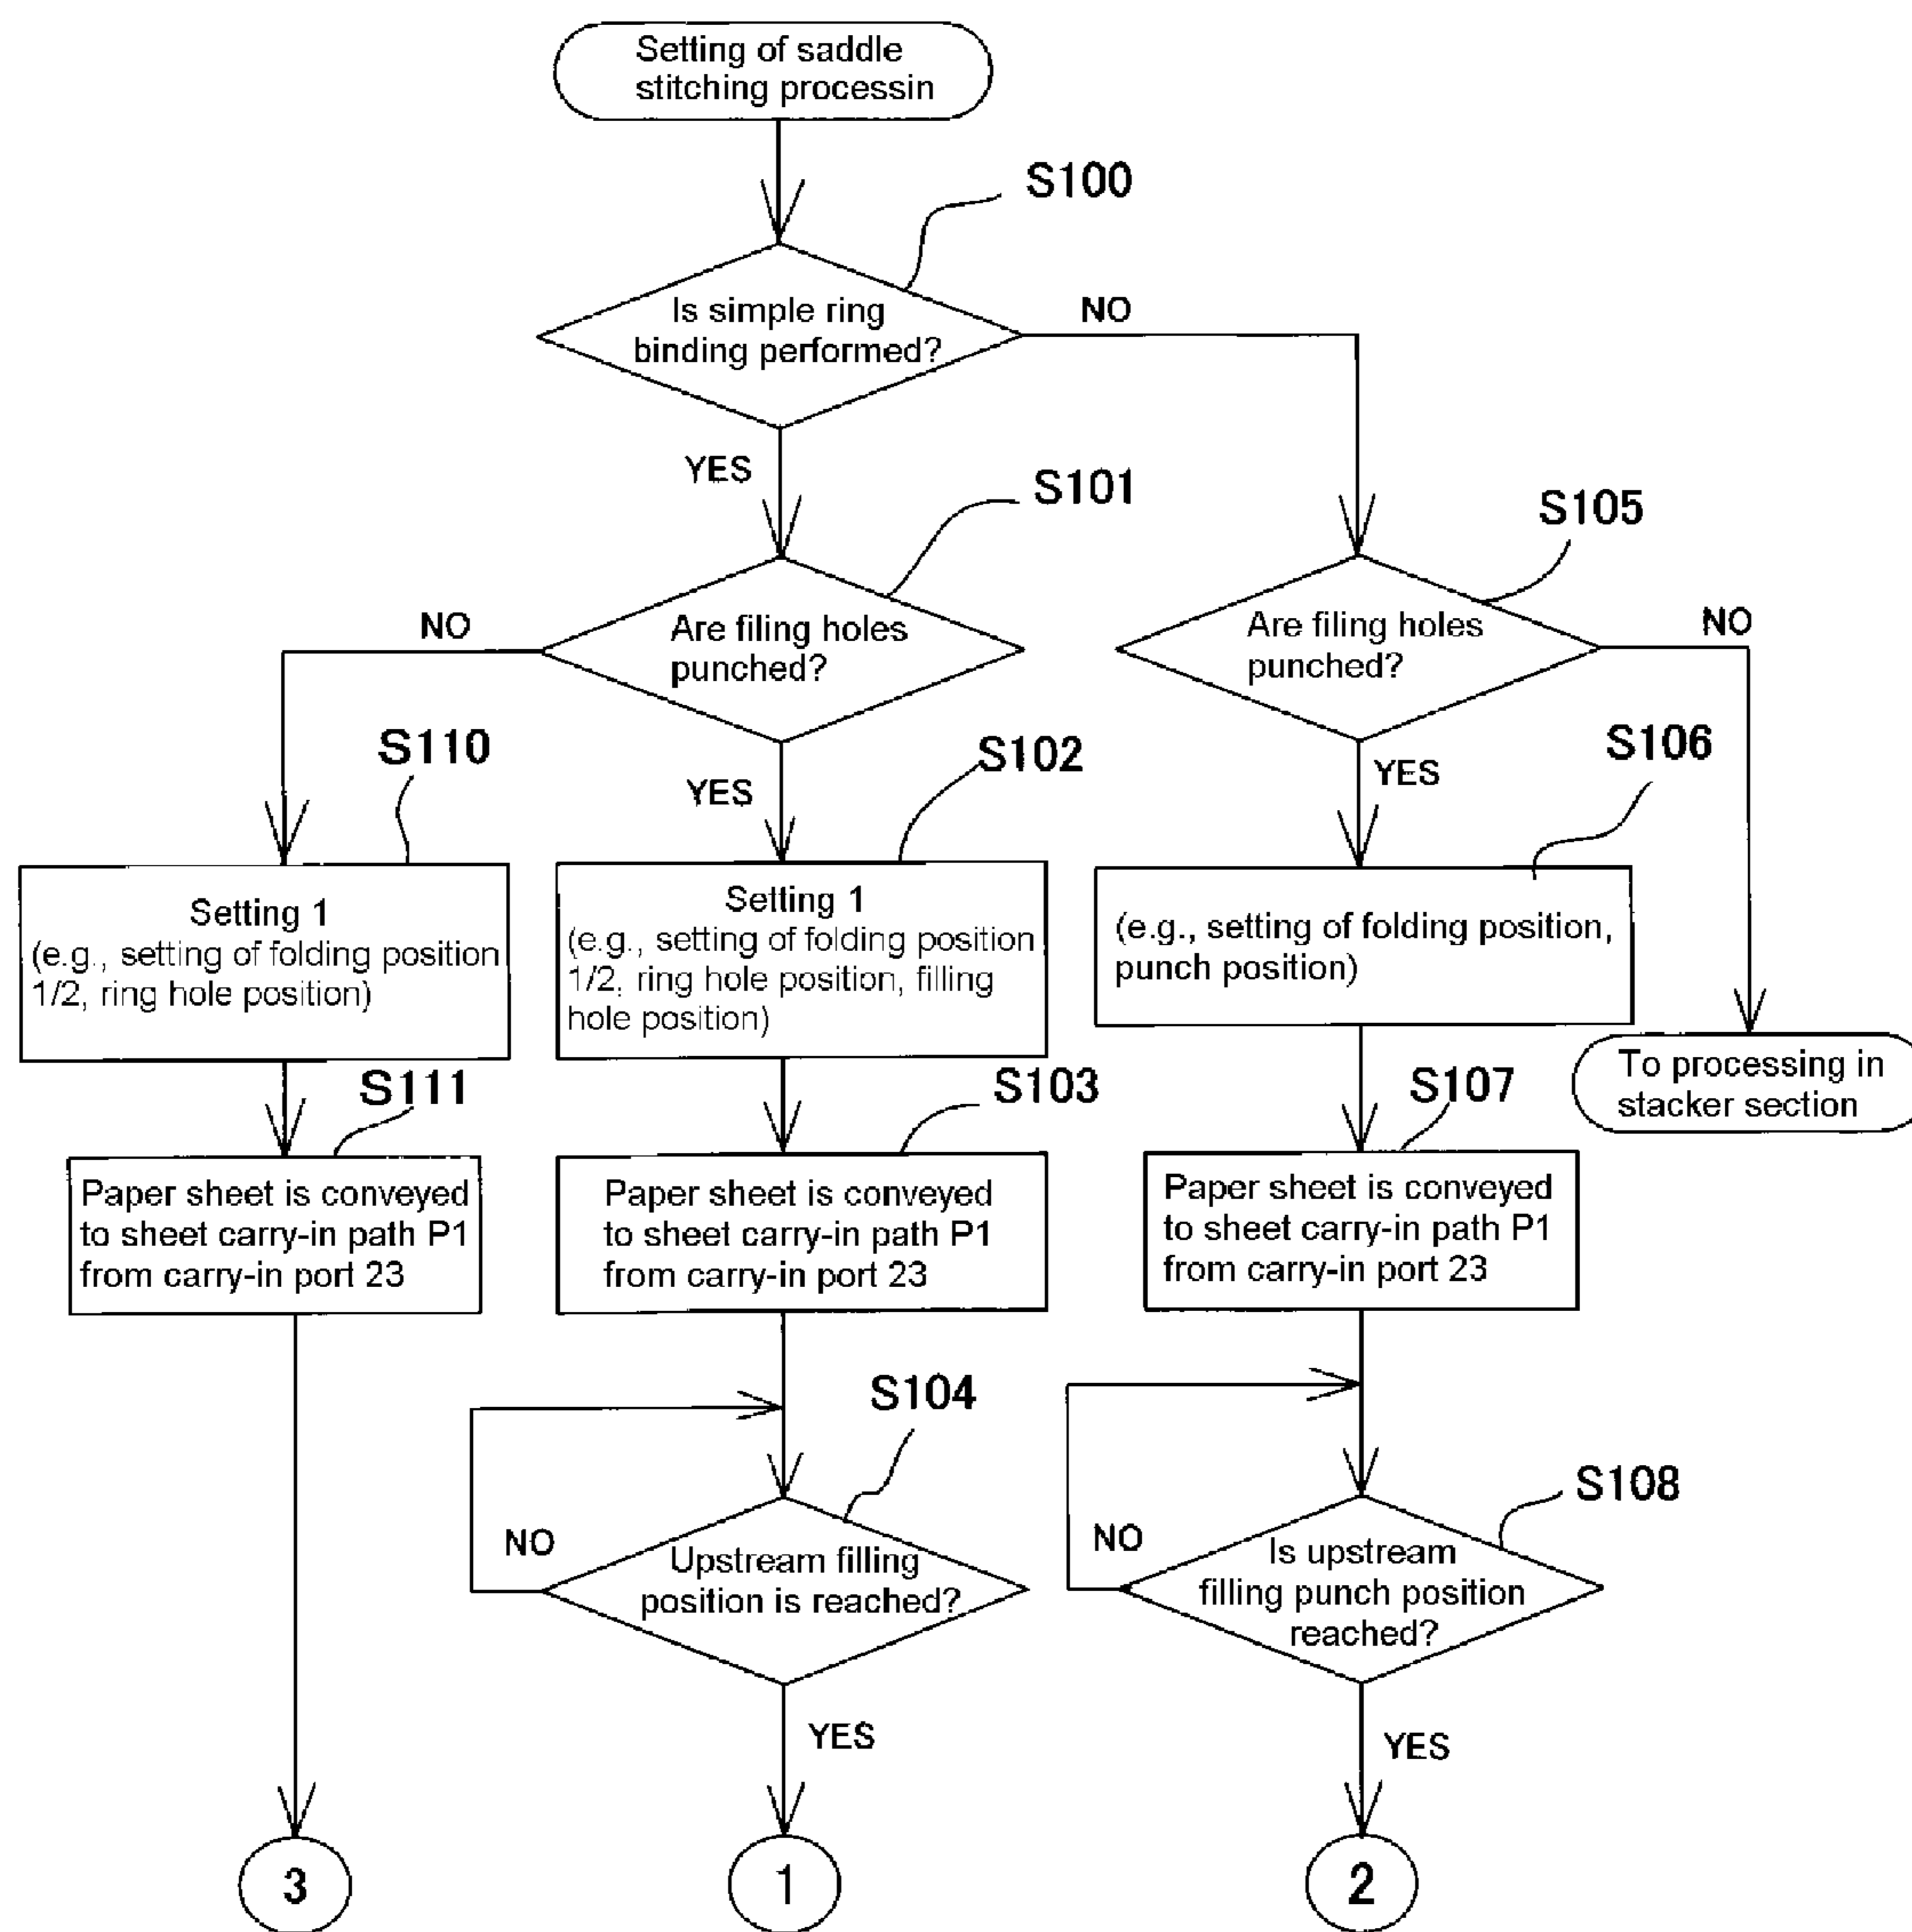 Setting of saddle
stitching processin
S100
Is simple ring
binding performed?
NO
YES
S101
S105
Are filing holes
punched?
NO
Are filing holes
punched?
NO
S110
YES
S102
YES
S106
Setting 1
(e.g., setting of folding position
1/2, ring hole position)
Setting 1
(e.g., setting of folding position
1/2, ring hole position, filling
hole position)
(e.g., setting of folding position,
punch position)
To processing in
stacker section
S111
S103
S107
Paper sheet is conveyed
to sheet carry-in path P1
from carry-in port 23
Paper sheet is conveyed
to sheet carry-in path P1
from carry-in port 23
Paper sheet is conveyed
to sheet carry-in path P1
from carry-in port 23
S104
S108
NO
Upstream filling
position is reached?
NO
Is upstream
filling punch position
reached?
YES
YES
3
1
2